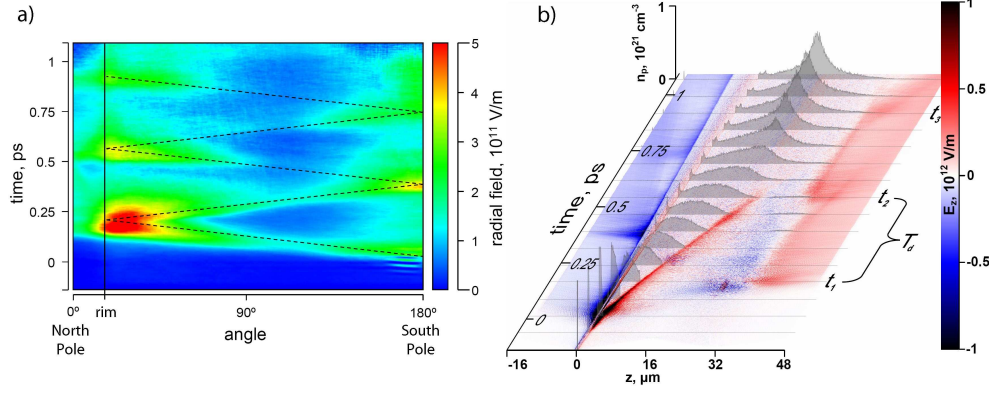 a)
time, ps
1
0.75
0.5
0.25
0
0° rim 90° 180°
North Pole
angle
South Pole
5
4
3
2
1
0
radial field, 10¹¹ V/m
b)
n_p, 10²¹ cm⁻³
1
0
time, ps
1
0.75
0.5
0.25
0
t₃
t₂
T_d
t₁
-16 0 16 32 48
z, μm
1
0.5
0
-0.5
-1
E_z, 10¹² V/m